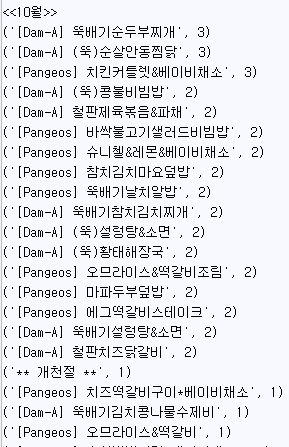 <<10월>>
('[Dam-A] 뚝배기순두부찌개', 3)
('[Dam-A] (뚝)순살안동찜닭', 3)
('[Pangeos] 치킨커틀렛&베이비채소', 3)
('[Dam-A] (뚝)콩불비빔밥', 2)
('[Dam-A] 철판제육볶음&파채', 2)
('[Pangeos] 바싹불고기샐러드비빔밥', 2)
('[Pangeos] 슈니첼&레몬&베이비채소', 2)
('[Pangeos] 참치김치마요덮밥', 2)
('[Pangeos] 뚝배기날치알밥', 2)
('[Dam-A] 뚝배기참치김치찌개', 2)
('[Dam-A] (뚝)설렁탕&소면', 2)
('[Dam-A] (뚝)황태해장국', 2)
('[Pangeos] 오므라이스&떡갈비조림', 2)
('[Pangeos] 마파두부덮밥', 2)
('[Pangeos] 에그떡갈비스테이크', 2)
('[Dam-A] 뚝배기설렁탕&소면', 2)
('[Dam-A] 철판치즈닭갈비', 2)
('** 개천절 **', 1)
('[Pangeos] 치즈떡갈비구이*베이비채소', 1)
('[Dam-A] 뚝배기김치콩나물수제비', 1)
('[Pangeos] 오므라이스&떡갈비', 1)